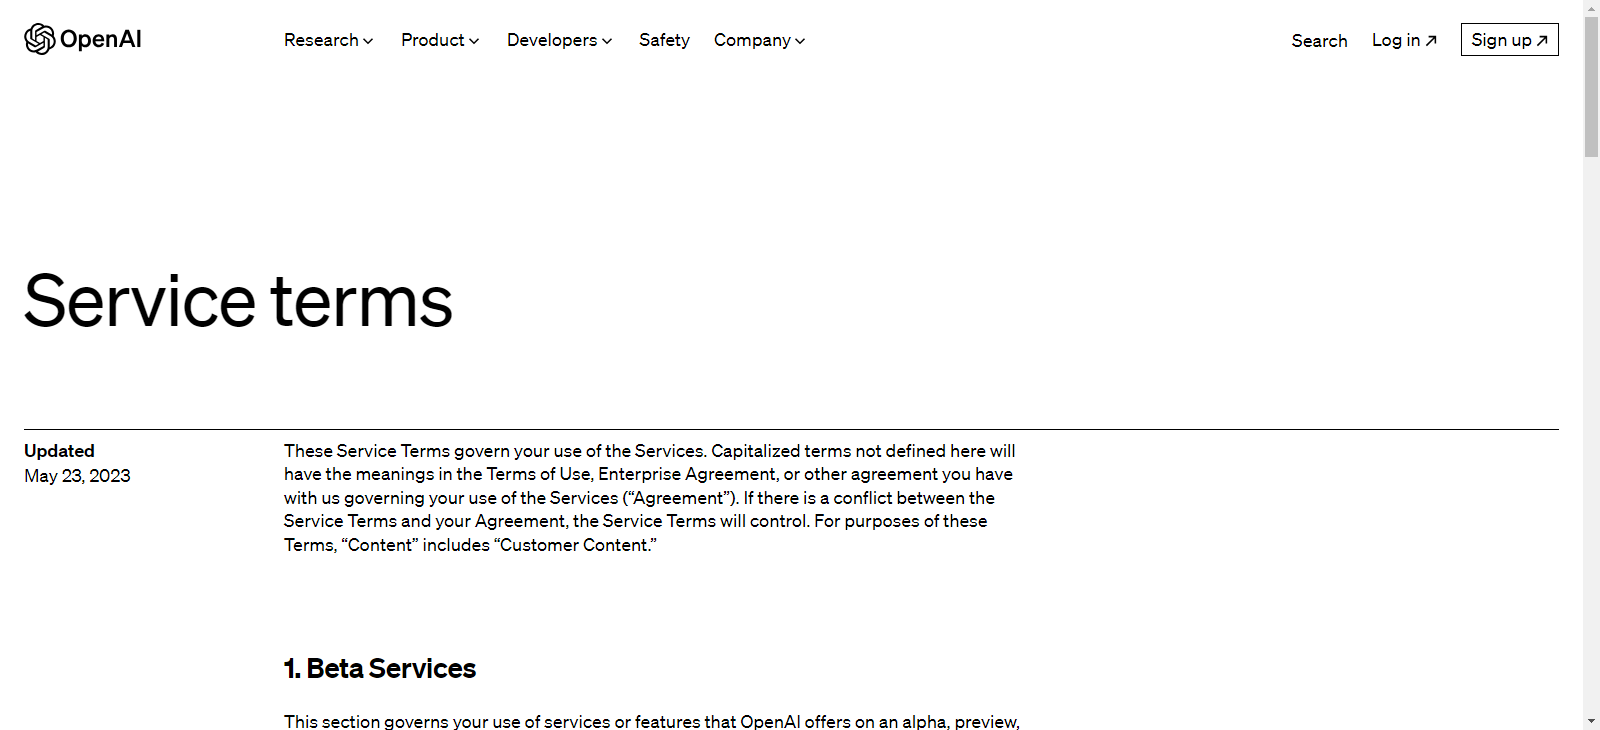 OpenAI
Research
Product
Developers
Safety
Company
Search
Log in ↗
Sign up ↗
Service terms
Updated
May 23, 2023
These Service Terms govern your use of the Services. Capitalized terms not defined here will
have the meanings in the Terms of Use, Enterprise Agreement, or other agreement you have
with us governing your use of the Services (“Agreement”). If there is a conflict between the
Service Terms and your Agreement, the Service Terms will control. For purposes of these
Terms, “Content” includes “Customer Content.”
1. Beta Services
This section governs your use of services or features that OpenAI offers on an alpha, preview,